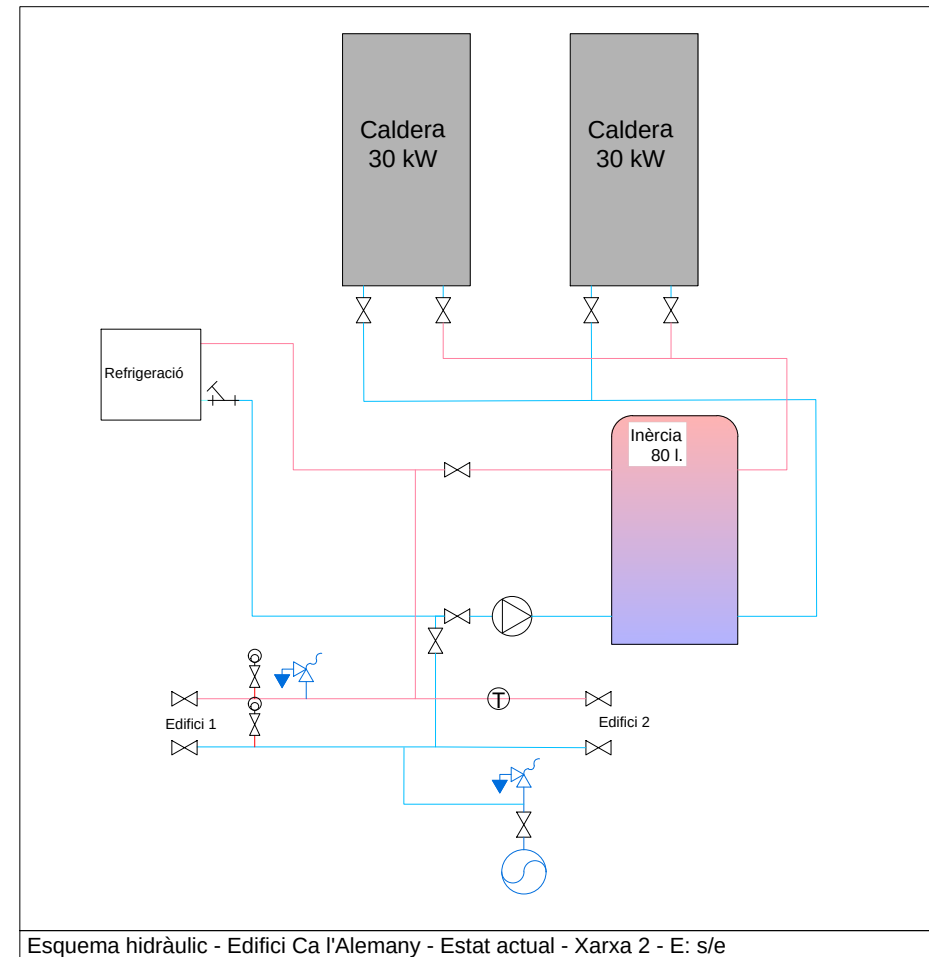 Caldera
30 kW
Caldera
30 kW
Refrigeració
Inèrcia
80 l.
T
Edifici 1
Edifici 2
Esquema hidràulic - Edifici Ca l'Alemany - Estat actual - Xarxa 2 - E: s/e